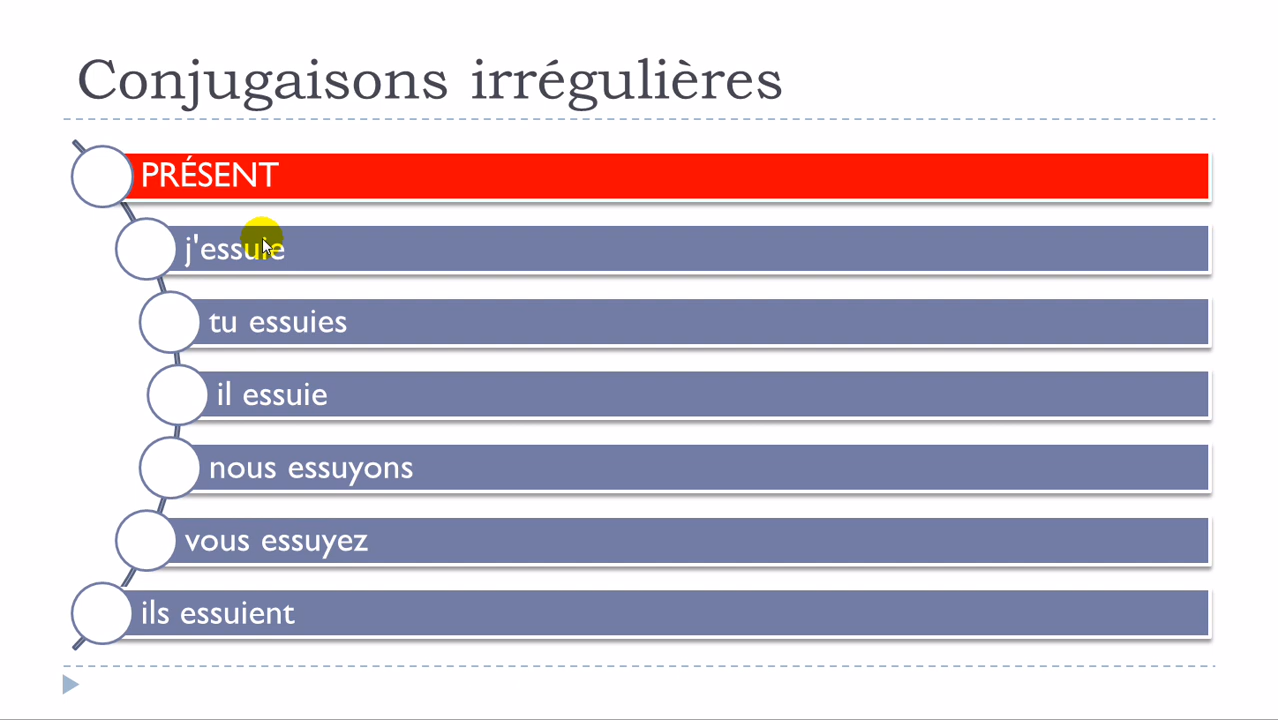 Conjugaisons irrégulières
PRÉSENT
j'essuie
tu essuies
il essuie
nous essuyons
vous essuyez
ils essuient